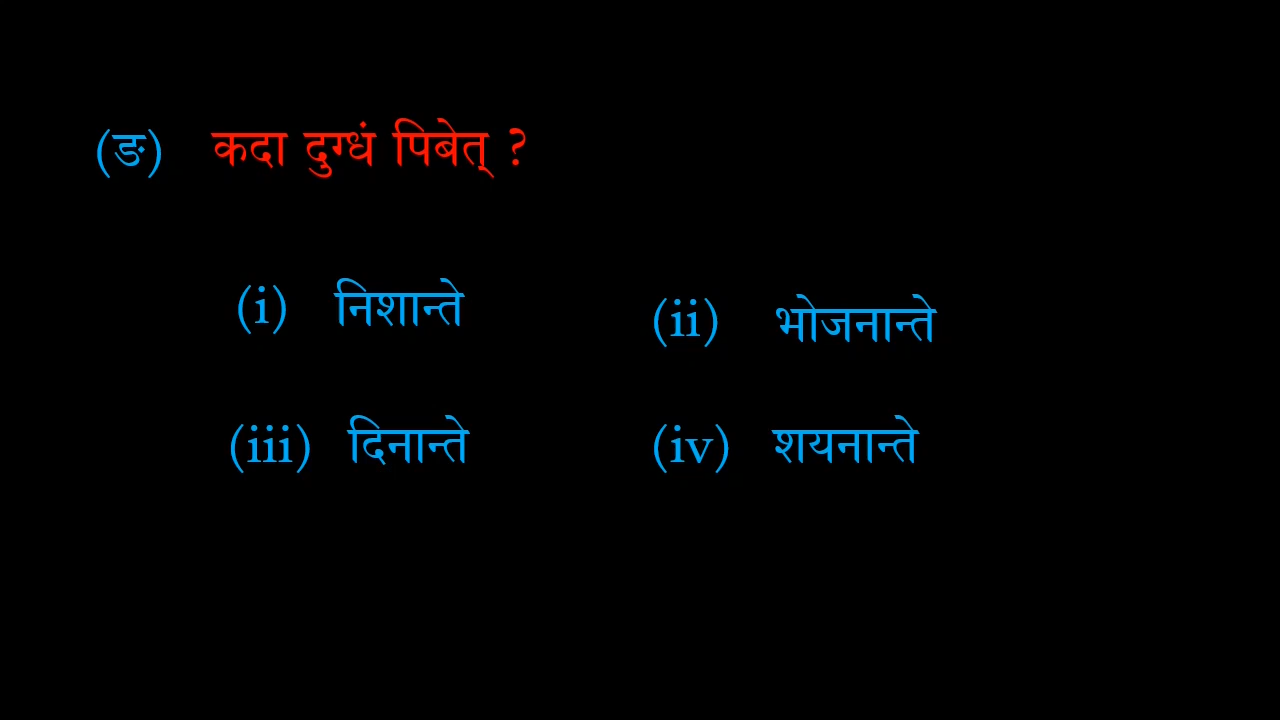 (ङ) कदा दुग्धं पिबेत् ?
(i) निशान्ते (ii) भोजनान्ते
(iii) दिनान्ते (iv) शयनान्ते